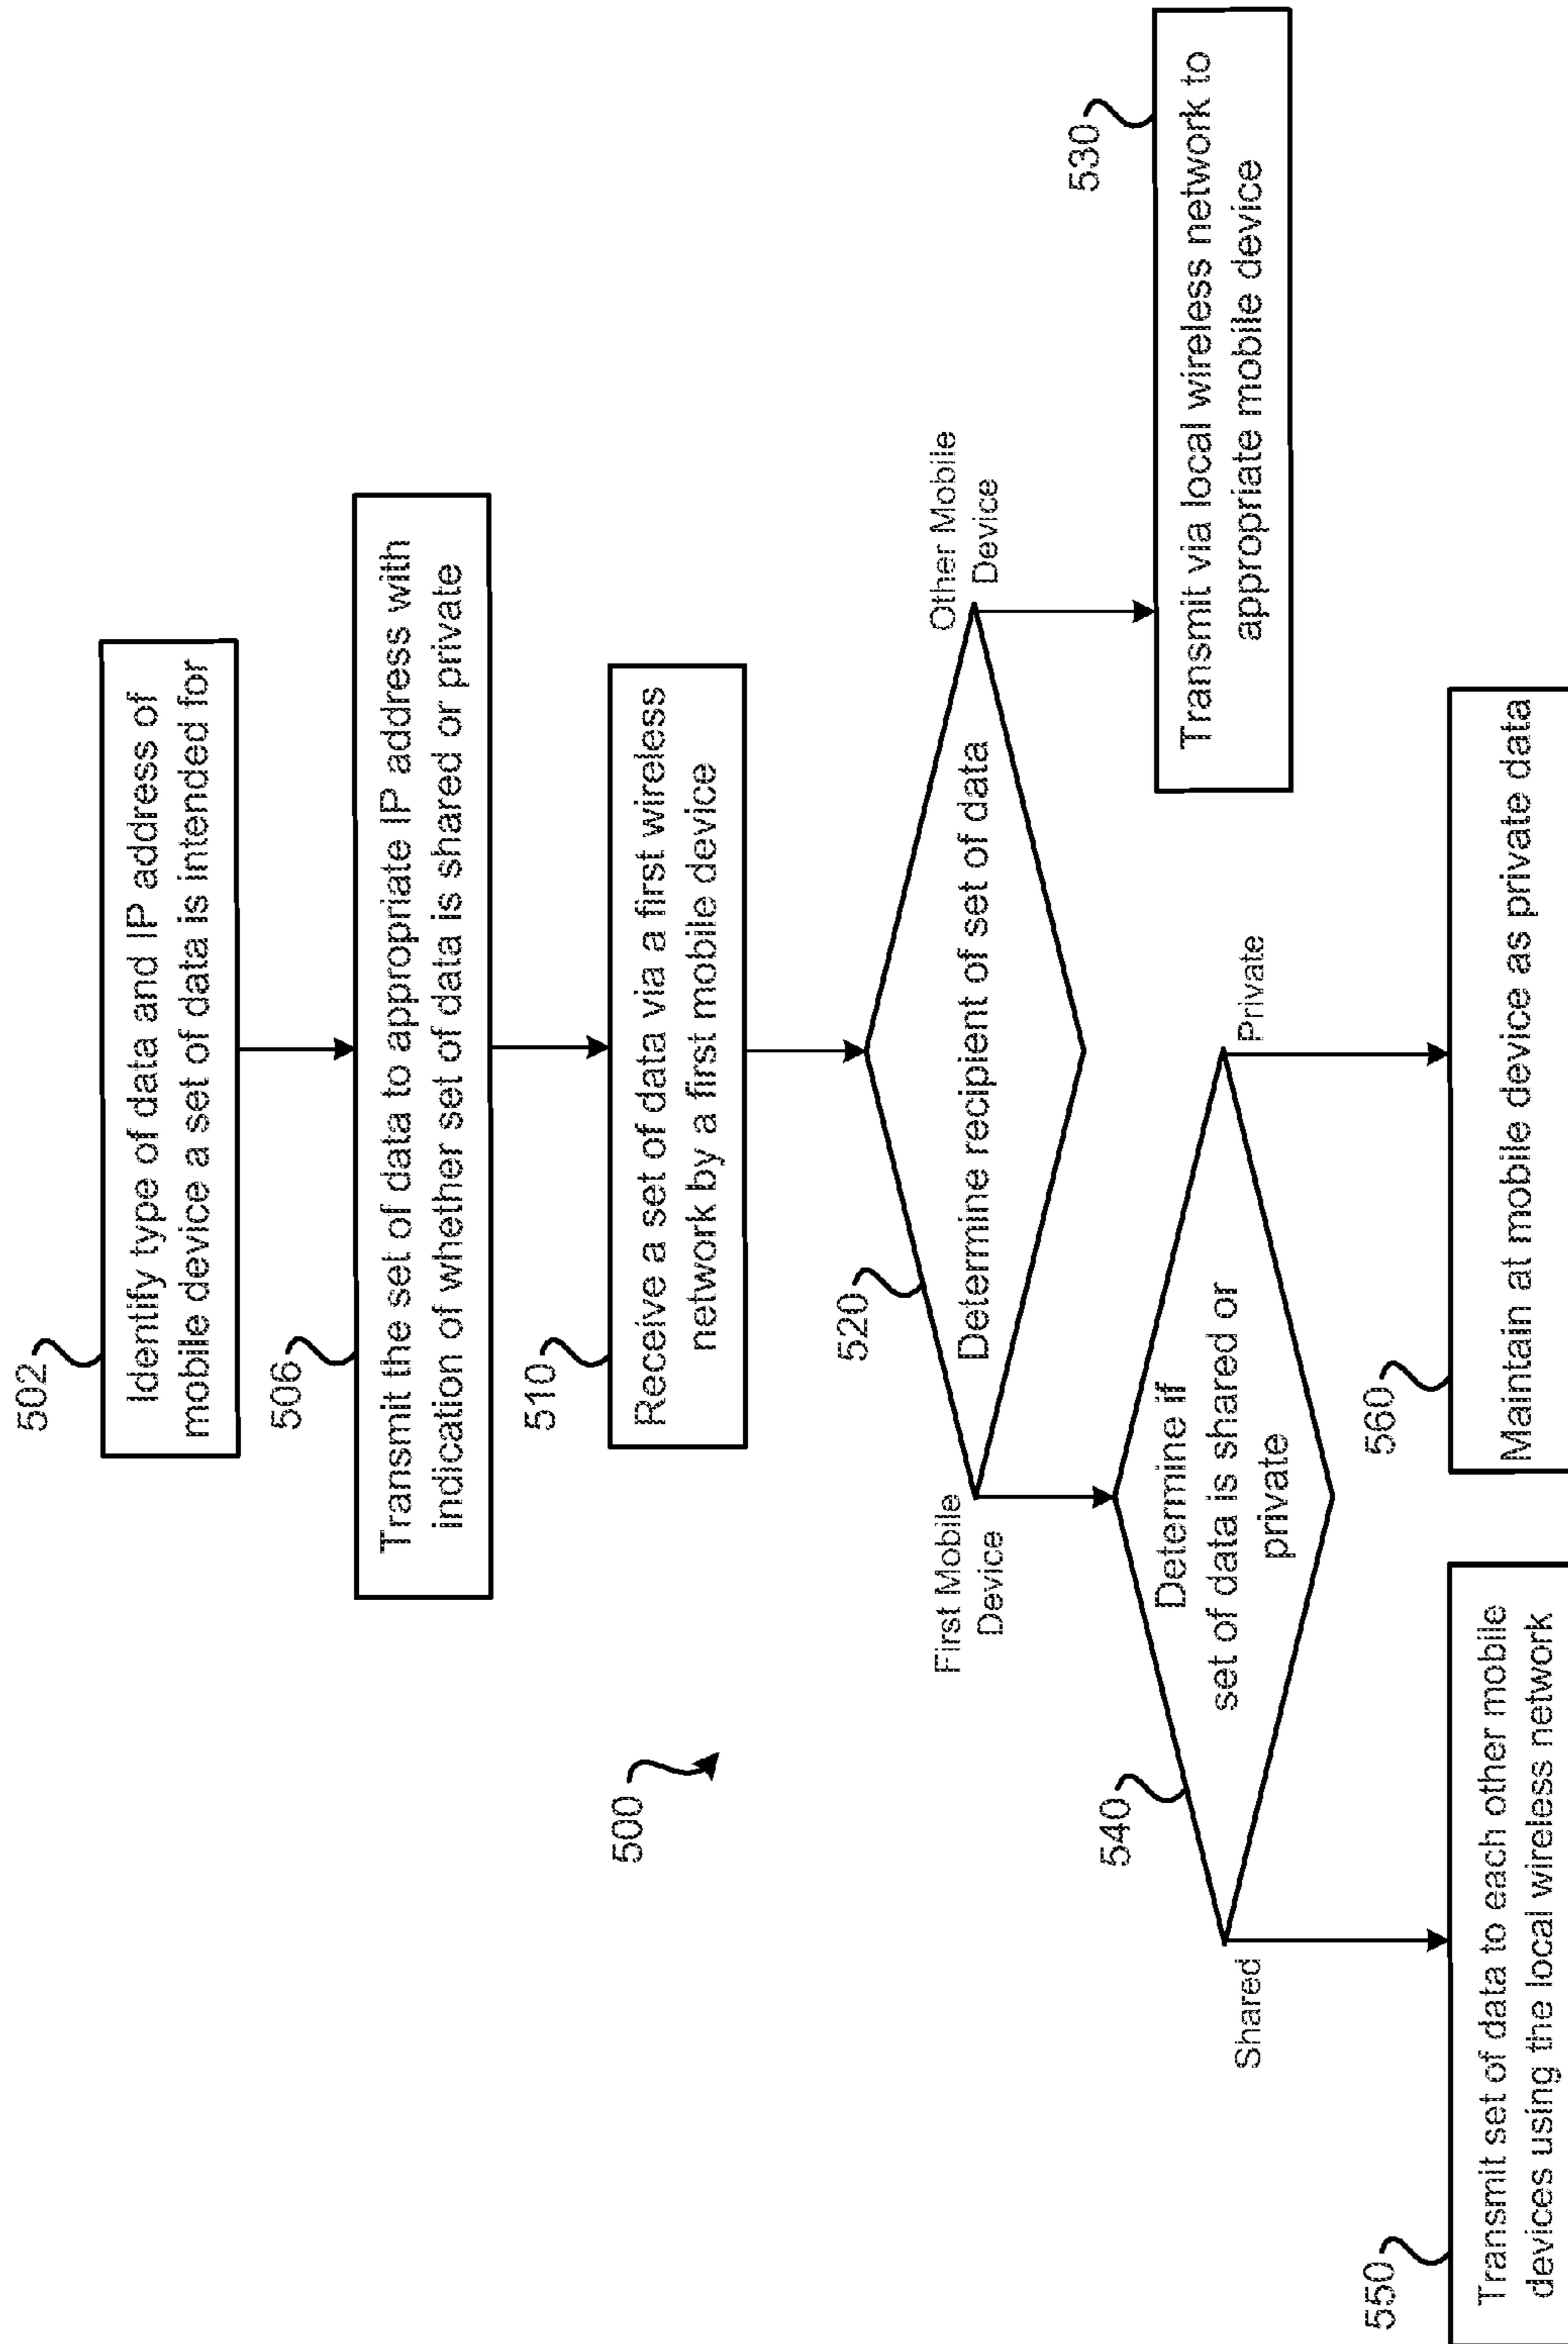 502
Identify type of data and IP address of
mobile device a set of data is intended for
506
Transmit the set of data to appropriate IP address with
indication of whether set of data is shared or private
510
Receive a set of data via a first wireless
network by a first mobile device
500
520
Determine recipient of set of data
First Mobile
Device
Other Mobile
Device
530
Transmit via local wireless network to
appropriate mobile device
540
Determine if
set of data is shared or
private
Shared
Private
550
Transmit set of data to each other mobile
devices using the local wireless network
560
Maintain at mobile device as private data